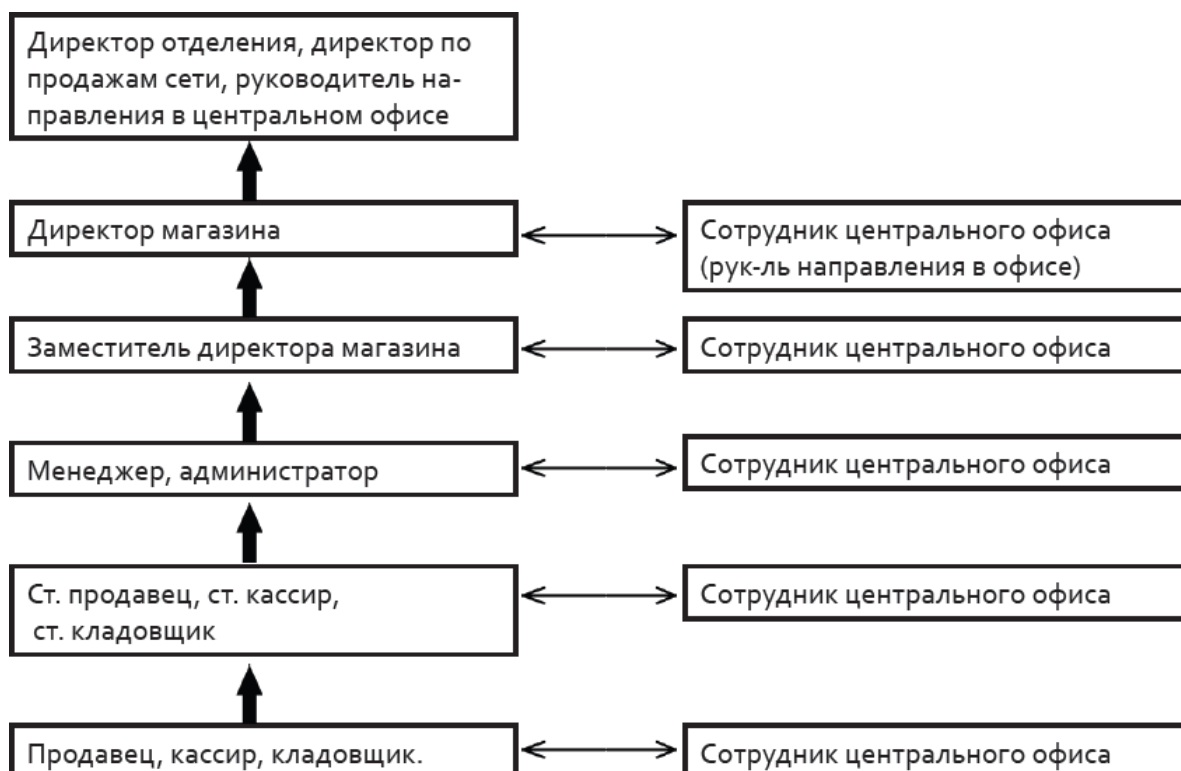 Директор отделения, директор по
продажам сети, руководитель на-
правления в центральном офисе
Директор магазина
Сотрудник центрального офиса
(рук-ль направления в офисе)
Заместитель директора магазина
Сотрудник центрального офиса
Менеджер, администратор
Сотрудник центрального офиса
Ст. продавец, ст. кассир,
ст. кладовщик
Сотрудник центрального офиса
Продавец, кассир, кладовщик.
Сотрудник центрального офиса